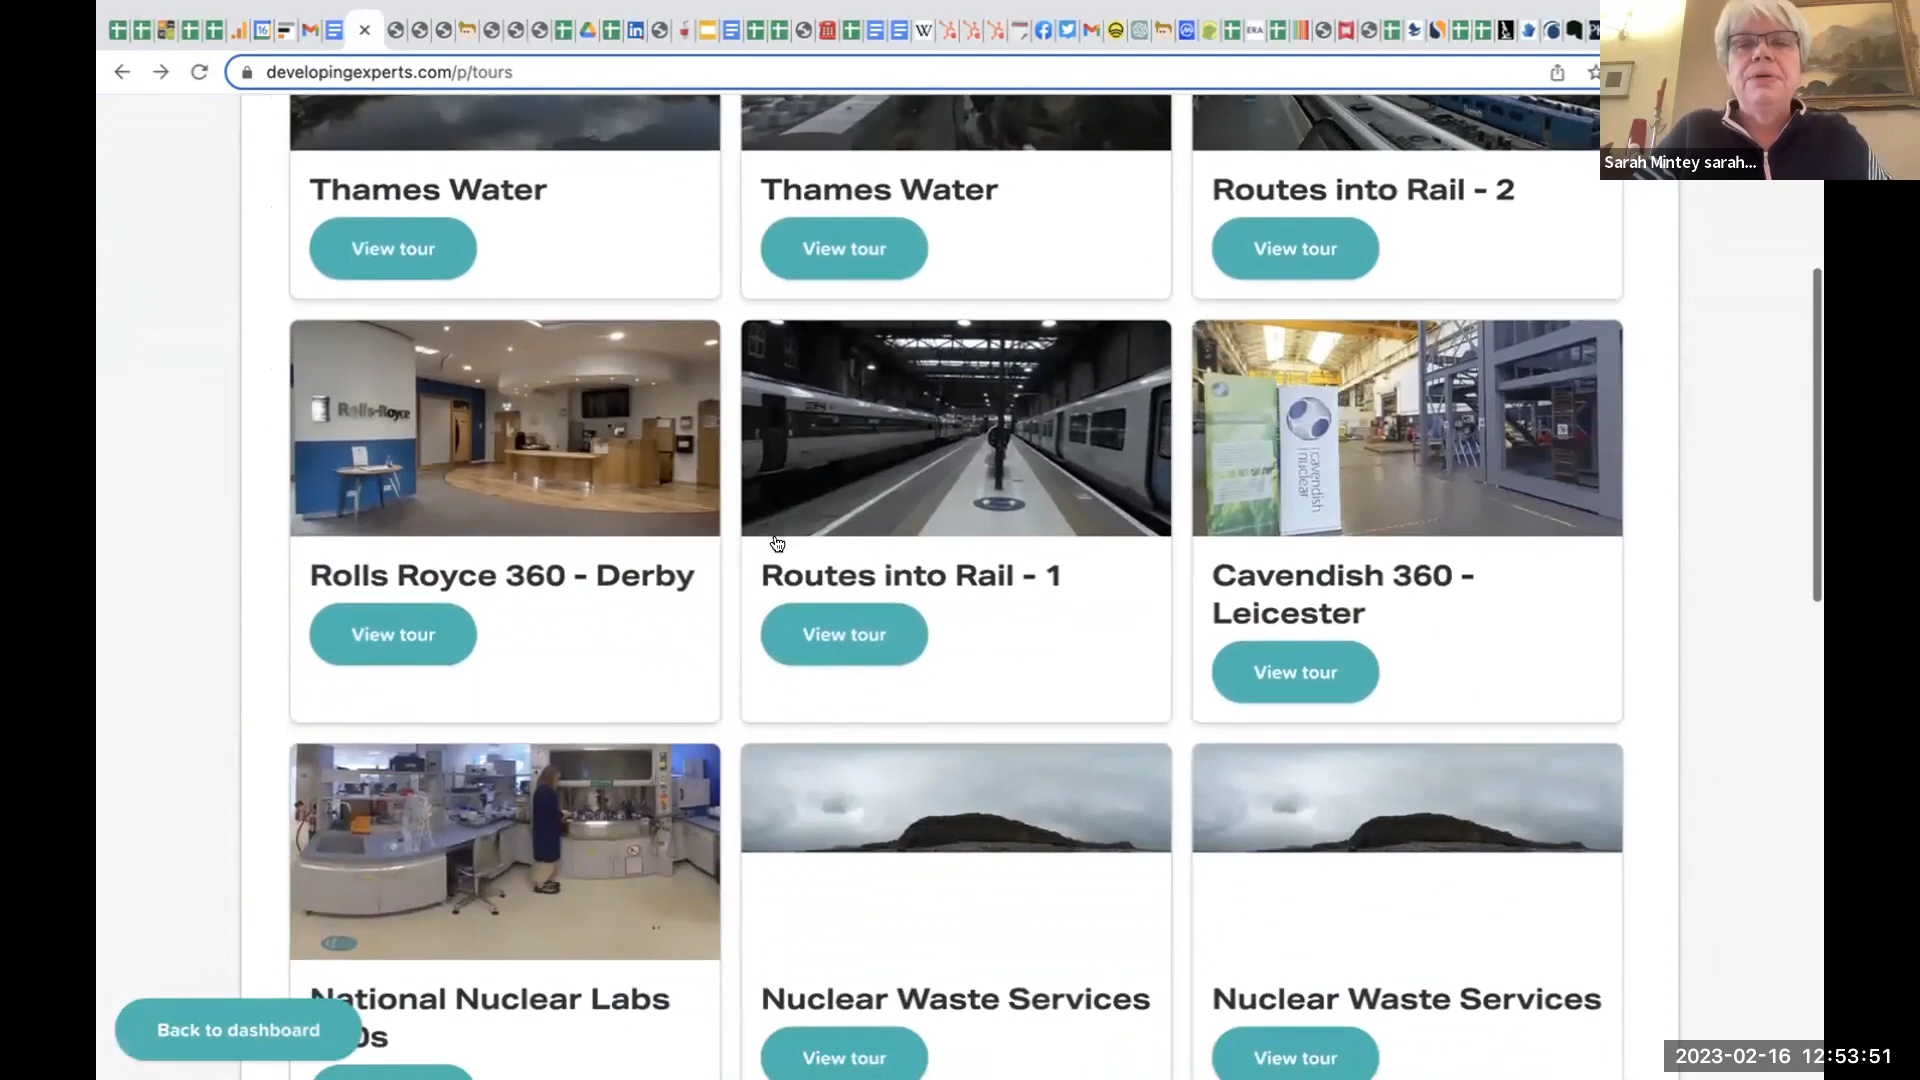 developingexperts.com/p/tours
Sarah Mintey sarah...
Thames Water
View tour
Thames Water
View tour
Routes into Rail - 2
View tour
Rolls-Royce
Rolls Royce 360 - Derby
View tour
Routes into Rail - 1
View tour
cavendish
nuclear
Cavendish 360 -
Leicester
View tour
National Nuclear Labs
Nuclear Waste Services
View tour
Nuclear Waste Services
View tour
Back to dashboard
2023-02-16 12:53:51